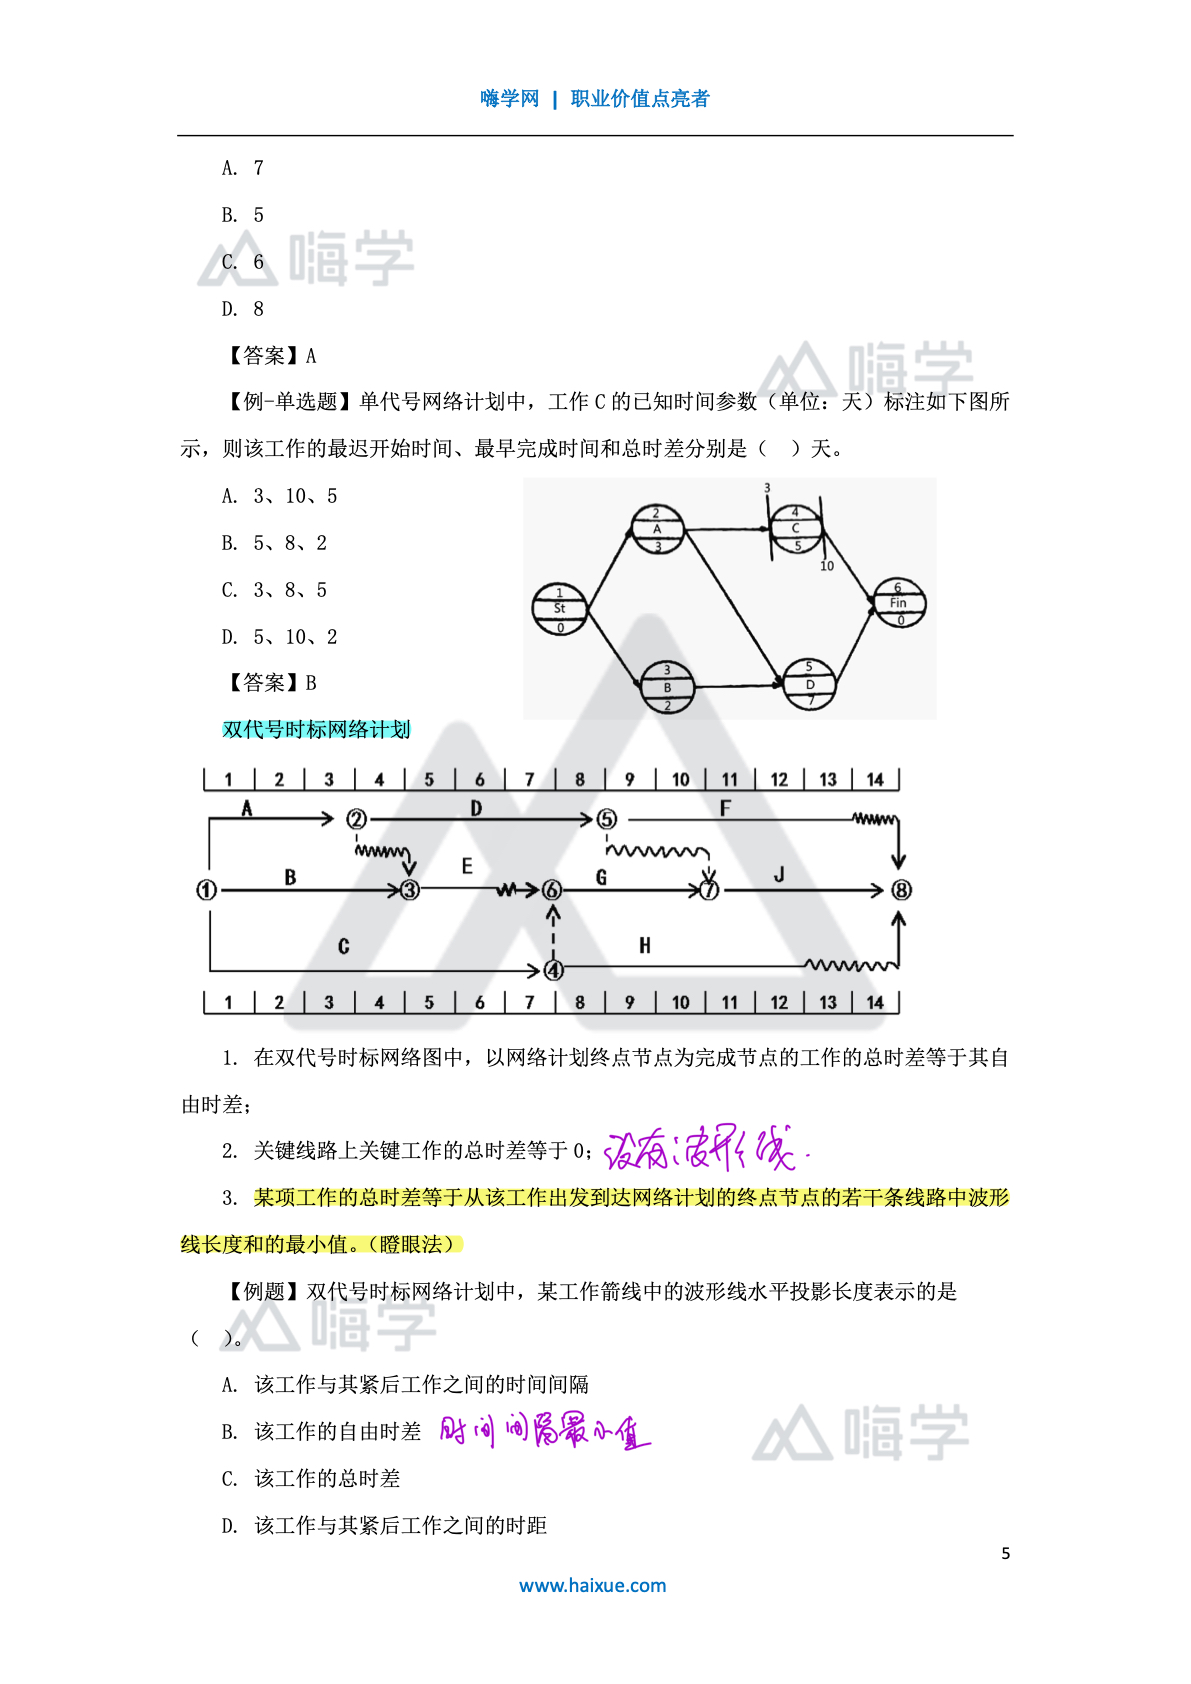 嗨学网 | 职业价值点亮者
A. 7
B. 5
嗨学
C. 6
D. 8
【答案】A
嗨学
【例-单选题】单代号网络计划中，工作 C 的已知时间参数（单位：天）标注如下图所
示，则该工作的最迟开始时间、最早完成时间和总时差分别是（ ）天。
A. 3、10、5
B. 5、8、2
C. 3、8、5
D. 5、10、2
【答案】B
3
2 A 3
4 C 5
10
1 St 0
6 Fin 0
3 B 2
5 D 7
双代号时标网络计划
1 2 3 4 5 6 7 8 9 10 11 12 13 14
A ② D ⑤ F
① B ③ E ⑥ G ⑦ J ⑧
C ④ H
1 2 3 4 5 6 7 8 9 10 11 12 13 14
1. 在双代号时标网络图中，以网络计划终点节点为完成节点的工作的总时差等于其自
由时差；
2. 关键线路上关键工作的总时差等于 0；没有波形线.
3. 某项工作的总时差等于从该工作出发到达网络计划的终点节点的若干条线路中波形
线长度和的最小值。（瞪眼法）
【例题】双代号时标网络计划中，某工作箭线中的波形线水平投影长度表示的是
（ ）。
嗨学
A. 该工作与其紧后工作之间的时间间隔
B. 该工作的自由时差 时间间隔最小值
嗨学
C. 该工作的总时差
D. 该工作与其紧后工作之间的时距
5
www.haixue.com